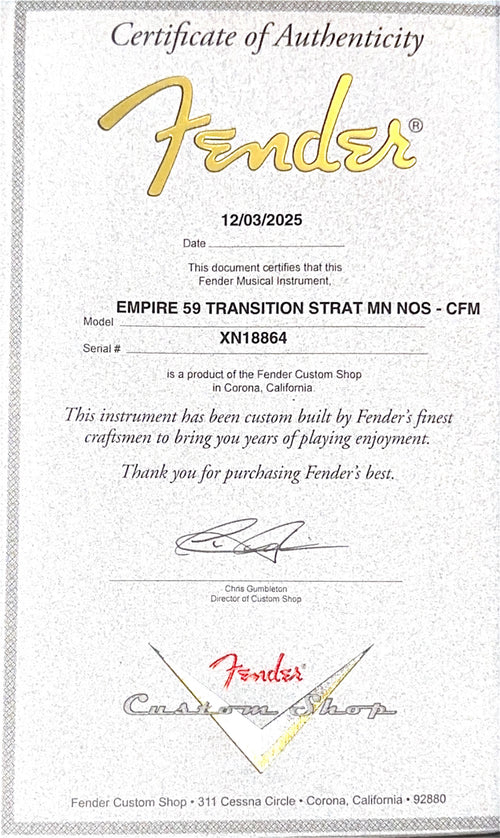 Certificate of Authenticity
Fender®
12/03/2025
Date
This document certifies that this
Fender Musical Instrument,
EMPIRE 59 TRANSITION STRAT MN NOS - CFM
Model
XN18864
Serial #
is a product of the Fender Custom Shop
in Corona, California.
This instrument has been custom built by Fender's finest
craftsmen to bring you years of playing enjoyment.
Thank you for purchasing Fender's best.
Chris Gumbleton
Director of Custom Shop
Fender®
Custom Shop
Fender Custom Shop • 311 Cessna Circle • Corona, California • 92880